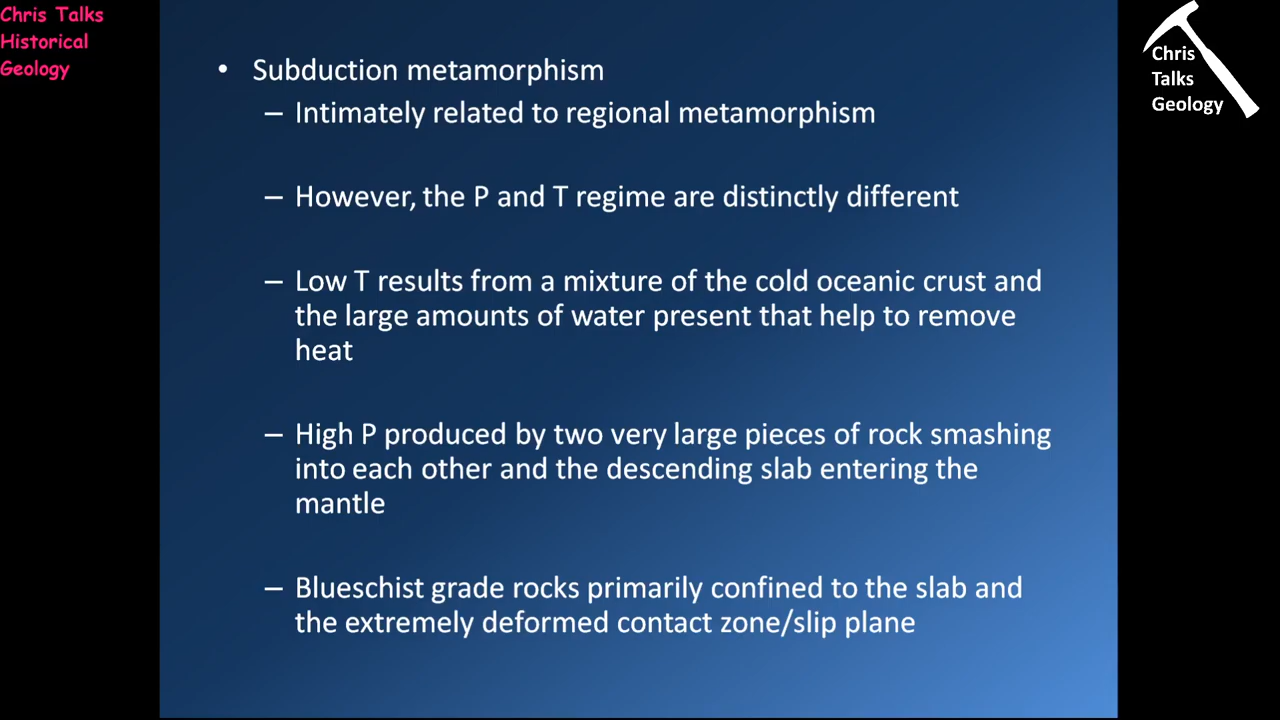 Chris Talks
Historical
Geology
Chris
Talks
Geology
• Subduction metamorphism
– Intimately related to regional metamorphism
– However, the P and T regime are distinctly different
– Low T results from a mixture of the cold oceanic crust and
the large amounts of water present that help to remove
heat
– High P produced by two very large pieces of rock smashing
into each other and the descending slab entering the
mantle
– Blueschist grade rocks primarily confined to the slab and
the extremely deformed contact zone/slip plane